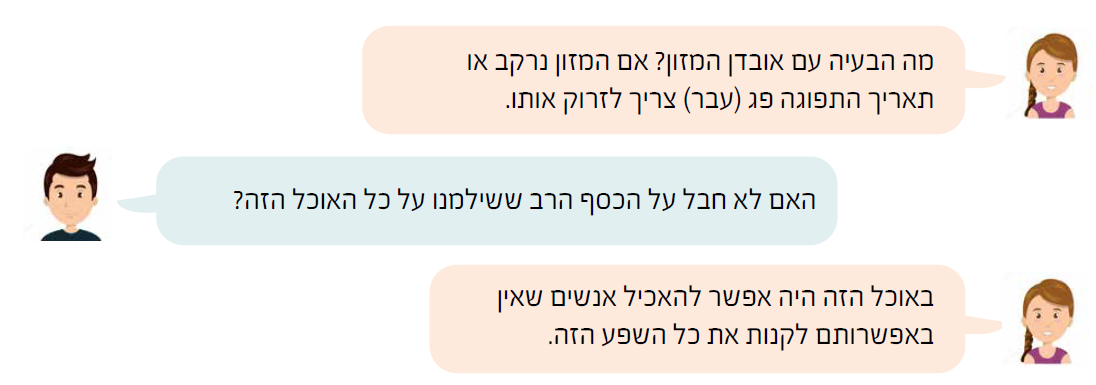 מה הבעיה עם אובדן המזון? אם המזון נרקב או
תאריך התפוגה פג (עבר) צריך לזרוק אותו.
האם לא חבל על הכסף הרב ששילמנו על כל האוכל הזה?
באוכל הזה היה אפשר להאכיל אנשים שאין
באפשרותם לקנות את כל השפע הזה.